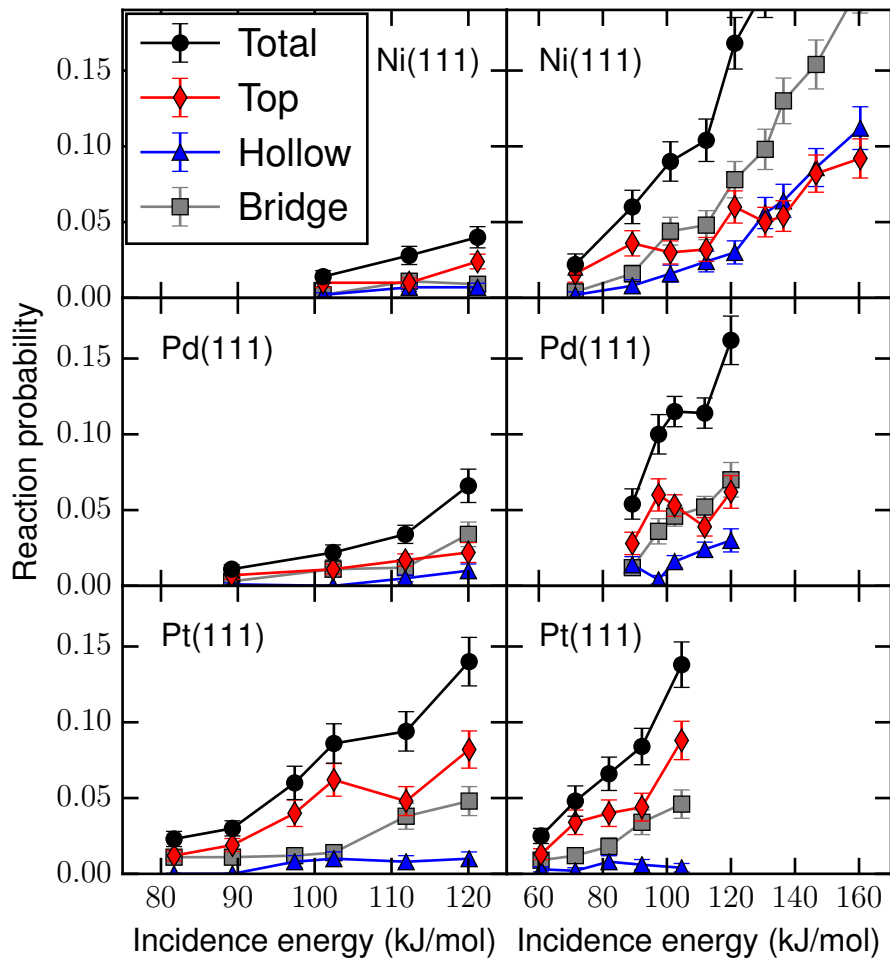 Total
Top
Hollow
Bridge
Ni(111)
Ni(111)
0.15
0.10
0.05
0.00
Pd(111)
Pd(111)
0.15
0.10
0.05
0.00
Pt(111)
Pt(111)
0.15
0.10
0.05
0.00
Reaction probability
80 90 100 110 120
60 80 100 120 140 160
Incidence energy (kJ/mol)
Incidence energy (kJ/mol)